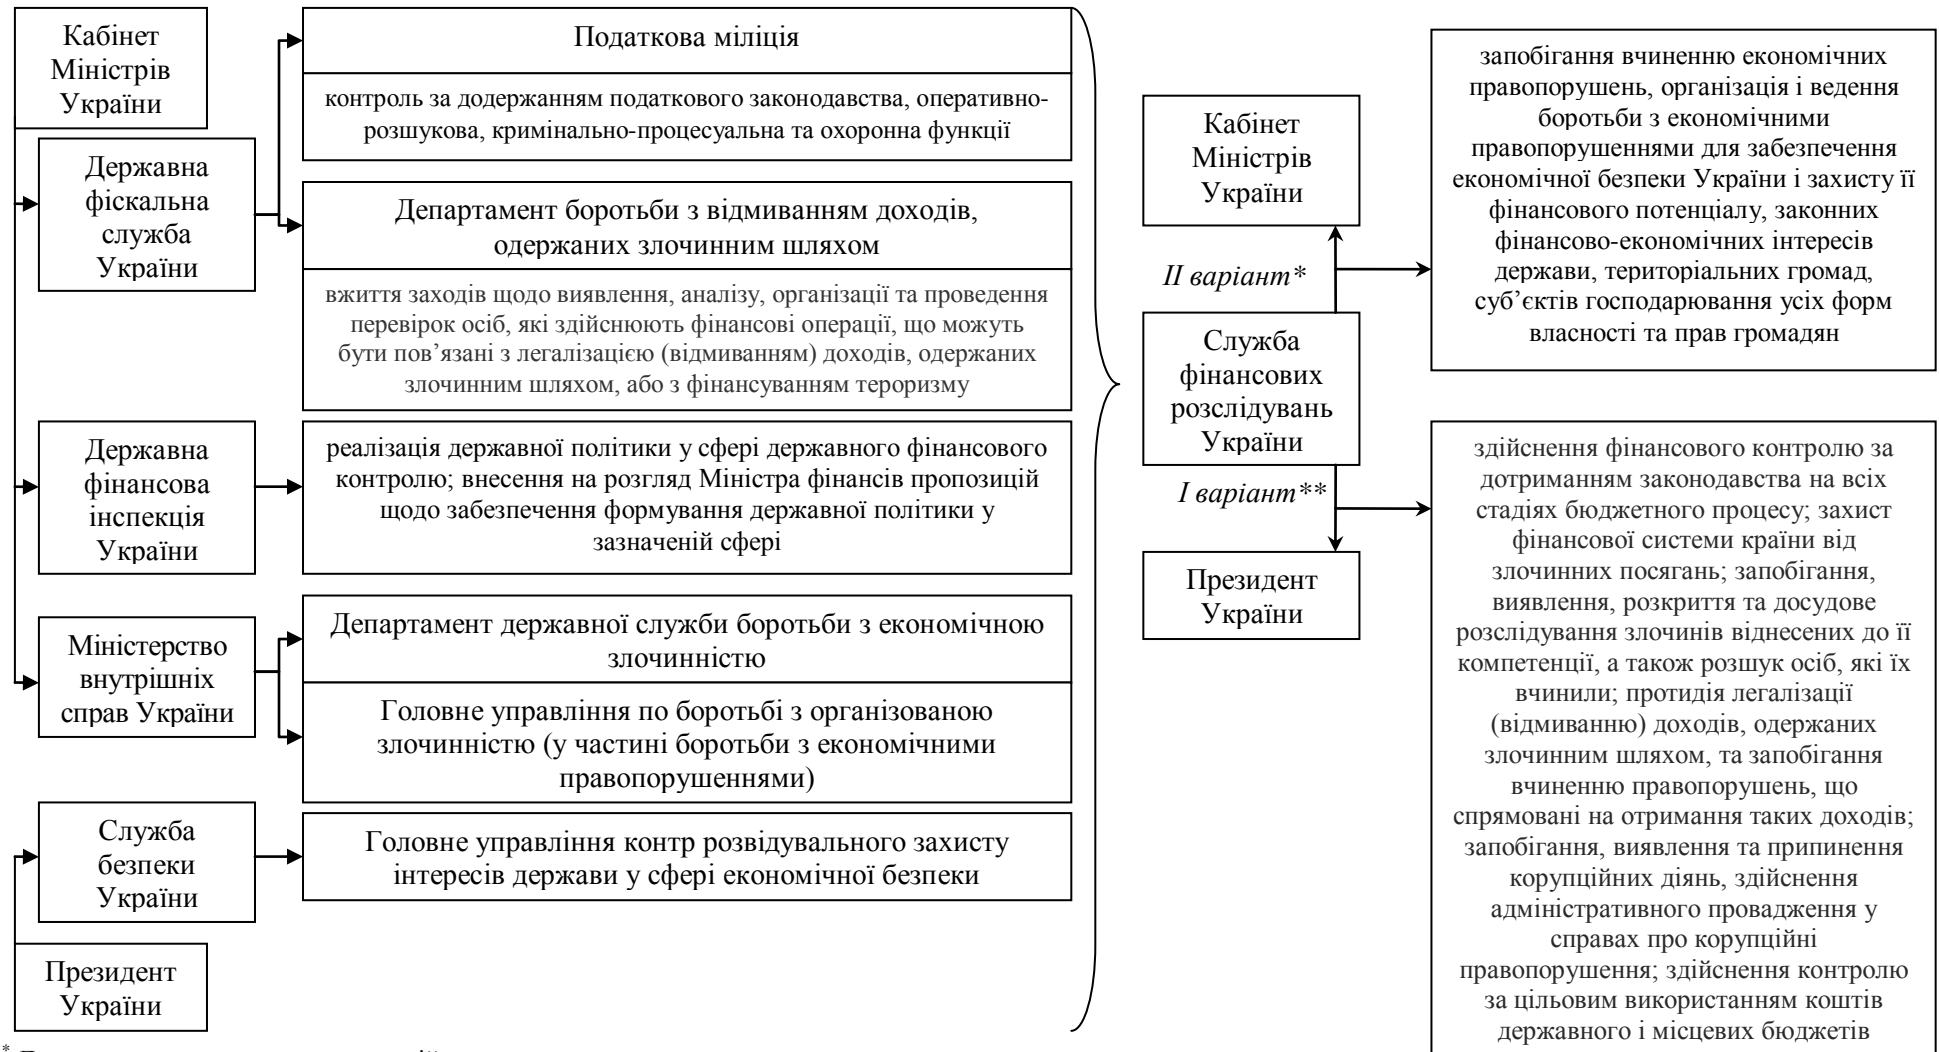 Кабінет
Міністрів
України
Державна
фіскальна
служба
України
Державна
фінансова
інспекція
України
Міністерство
внутрішніх
справ України
Служба
безпеки
України
Президент
України
Податкова міліція
контроль за додержанням податкового законодавства, оперативно-
розшукова, кримінально-процесуальна та охоронна функції
Департамент боротьби з відмиванням доходів,
одержаних злочинним шляхом
вжиття заходів щодо виявлення, аналізу, організації та проведення
перевірок осіб, які здійснюють фінансові операції, що можуть
бути пов’язані з легалізацією (відмиванням) доходів, одержаних
злочинним шляхом, або з фінансуванням тероризму
реалізація державної політики у сфері державного фінансового
контролю; внесення на розгляд Міністра фінансів пропозицій
щодо забезпечення формування державної політики у
зазначеній сфері
Департамент державної служби боротьби з економічною
злочинністю
Головне управління по боротьбі з організованою
злочинністю (у частині боротьби з економічними
правопорушеннями)
Головне управління контр розвідувального захисту
інтересів держави у сфері економічної безпеки
Кабінет
Міністрів
України
II варіант*
Служба
фінансових
розслідувань
України
I варіант**
Президент
України
запобігання вчиненню економічних
правопорушень, організація і ведення
боротьби з економічними
правопорушеннями для забезпечення
економічної безпеки України і захисту її
фінансового потенціалу, законних
фінансово-економічних інтересів
держави, територіальних громад,
суб’єктів господарювання усіх форм
власності та прав громадян
здійснення фінансового контролю за
дотриманням законодавства на всіх
стадіях бюджетного процесу; захист
фінансової системи країни від
злочинних посягань; запобігання,
виявлення, розкриття та досудове
розслідування злочинів віднесених до її
компетенції, а також розшук осіб, які їх
вчинили; протидія легалізації
(відмиванню) доходів, одержаних
злочинним шляхом, та запобігання
вчиненню правопорушень, що
спрямовані на отримання таких доходів;
запобігання, виявлення та припинення
корупційних діянь, здійснення
адміністративного провадження у
справах про корупційні
правопорушення; здійснення контролю
за цільовим використанням коштів
державного і місцевих бюджетів
*